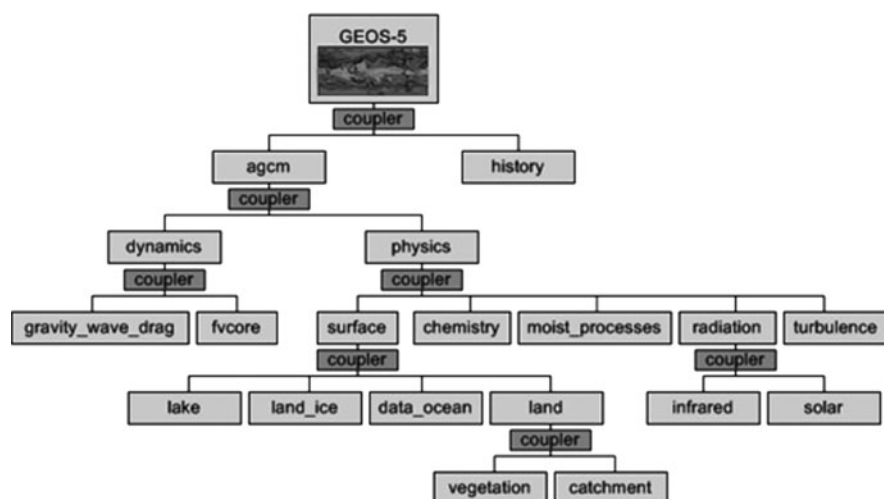 GEOS-5
coupler
agcm
history
coupler
dynamics
physics
coupler
coupler
gravity_wave_drag
fvcore
surface
chemistry
moist_processes
radiation
turbulence
coupler
coupler
lake
land_ice
data_ocean
land
infrared
solar
coupler
vegetation
catchment